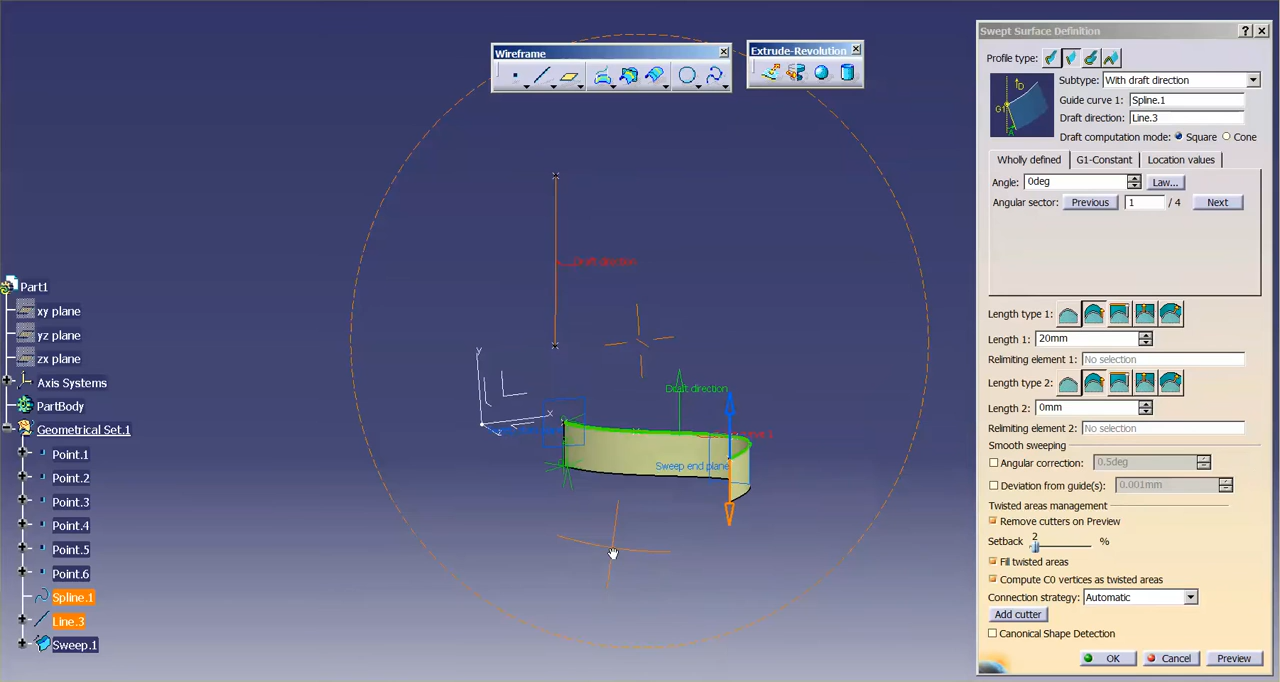 Wireframe
Extrude-Revolution
Draft direction
y
x
Draft direction
Sweep end plane
Part1
xy plane
yz plane
zx plane
Axis Systems
PartBody
Geometrical Set.1
Point.1
Point.2
Point.3
Point.4
Point.5
Point.6
Spline.1
Line.3
Sweep.1
Swept Surface Definition
Profile type:
Subtype: With draft direction
Guide curve 1: Spline.1
Draft direction: Line.3
Draft computation mode: Square Cone
Wholly defined G1-Constant Location values
Angle: 0deg Law...
Angular sector: Previous 1 / 4 Next
Length type 1:
Length 1: 20mm
Relimiting element 1: No selection
Length type 2:
Length 2: 0mm
Relimiting element 2: No selection
Smooth sweeping
Angular correction: 0.5deg
Deviation from guide(s): 0.001mm
Twisted areas management
Remove cutters on Preview
Setback 2 %
Fill twisted areas
Compute C0 vertices as twisted areas
Connection strategy: Automatic
Add cutter
Canonical Shape Detection
OK Cancel Preview